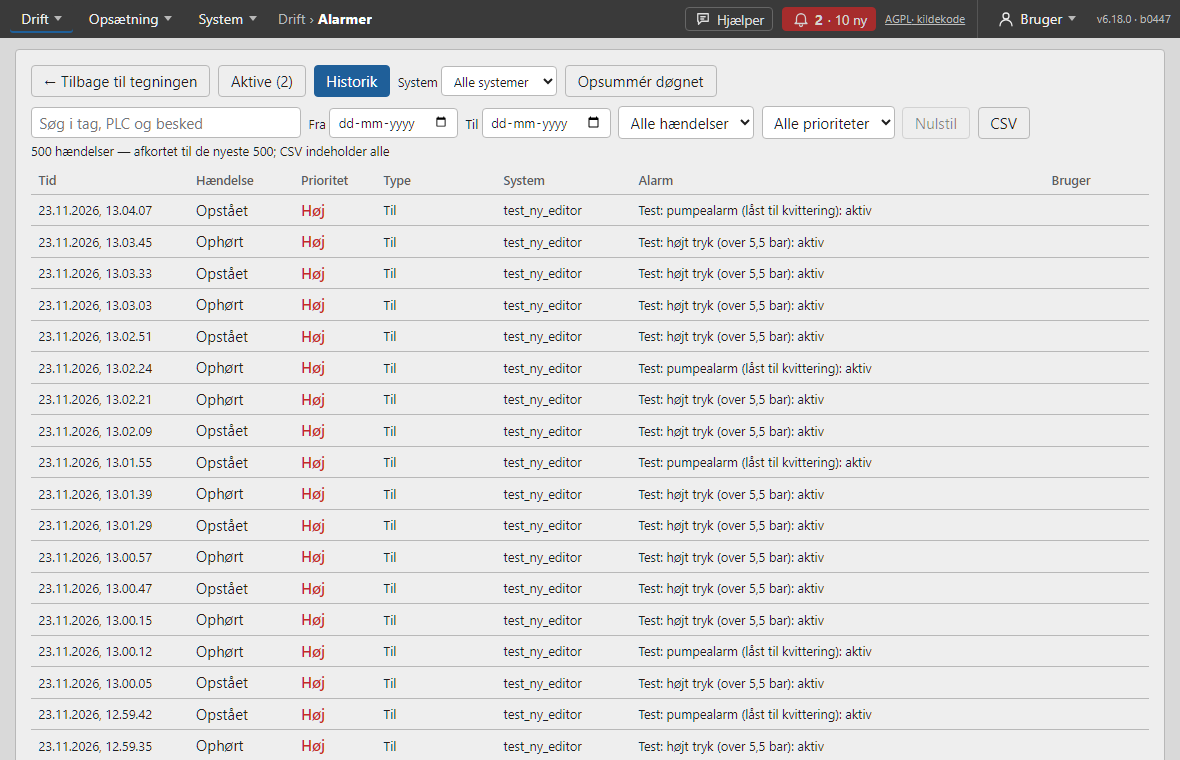 Drift Opsætning System Drift › Alarmer Hjælper 2 · 10 ny AGPL· kildekode Bruger v6.18.0 · b0447
← Tilbage til tegningen Aktive (2) Historik System Alle systemer Opsummér døgnet
Søg i tag, PLC og besked Fra dd-mm-yyyy Til dd-mm-yyyy Alle hændelser Alle prioriteter Nulstil CSV
500 hændelser — afkortet til de nyeste 500; CSV indeholder alle
Tid Hændelse Prioritet Type System Alarm Bruger
23.11.2026, 13.04.07 Opstået Høj Til test_ny_editor Test: pumpealarm (låst til kvittering): aktiv
23.11.2026, 13.03.45 Ophørt Høj Til test_ny_editor Test: højt tryk (over 5,5 bar): aktiv
23.11.2026, 13.03.33 Opstået Høj Til test_ny_editor Test: højt tryk (over 5,5 bar): aktiv
23.11.2026, 13.03.03 Ophørt Høj Til test_ny_editor Test: højt tryk (over 5,5 bar): aktiv
23.11.2026, 13.02.51 Opstået Høj Til test_ny_editor Test: højt tryk (over 5,5 bar): aktiv
23.11.2026, 13.02.24 Ophørt Høj Til test_ny_editor Test: pumpealarm (låst til kvittering): aktiv
23.11.2026, 13.02.21 Ophørt Høj Til test_ny_editor Test: højt tryk (over 5,5 bar): aktiv
23.11.2026, 13.02.09 Opstået Høj Til test_ny_editor Test: højt tryk (over 5,5 bar): aktiv
23.11.2026, 13.01.55 Opstået Høj Til test_ny_editor Test: pumpealarm (låst til kvittering): aktiv
23.11.2026, 13.01.39 Ophørt Høj Til test_ny_editor Test: højt tryk (over 5,5 bar): aktiv
23.11.2026, 13.01.29 Opstået Høj Til test_ny_editor Test: højt tryk (over 5,5 bar): aktiv
23.11.2026, 13.00.57 Ophørt Høj Til test_ny_editor Test: højt tryk (over 5,5 bar): aktiv
23.11.2026, 13.00.47 Opstået Høj Til test_ny_editor Test: højt tryk (over 5,5 bar): aktiv
23.11.2026, 13.00.15 Ophørt Høj Til test_ny_editor Test: højt tryk (over 5,5 bar): aktiv
23.11.2026, 13.00.12 Ophørt Høj Til test_ny_editor Test: pumpealarm (låst til kvittering): aktiv
23.11.2026, 13.00.05 Opstået Høj Til test_ny_editor Test: højt tryk (over 5,5 bar): aktiv
23.11.2026, 12.59.42 Opstået Høj Til test_ny_editor Test: pumpealarm (låst til kvittering): aktiv
23.11.2026, 12.59.35 Ophørt Høj Til test_ny_editor Test: højt tryk (over 5,5 bar): aktiv